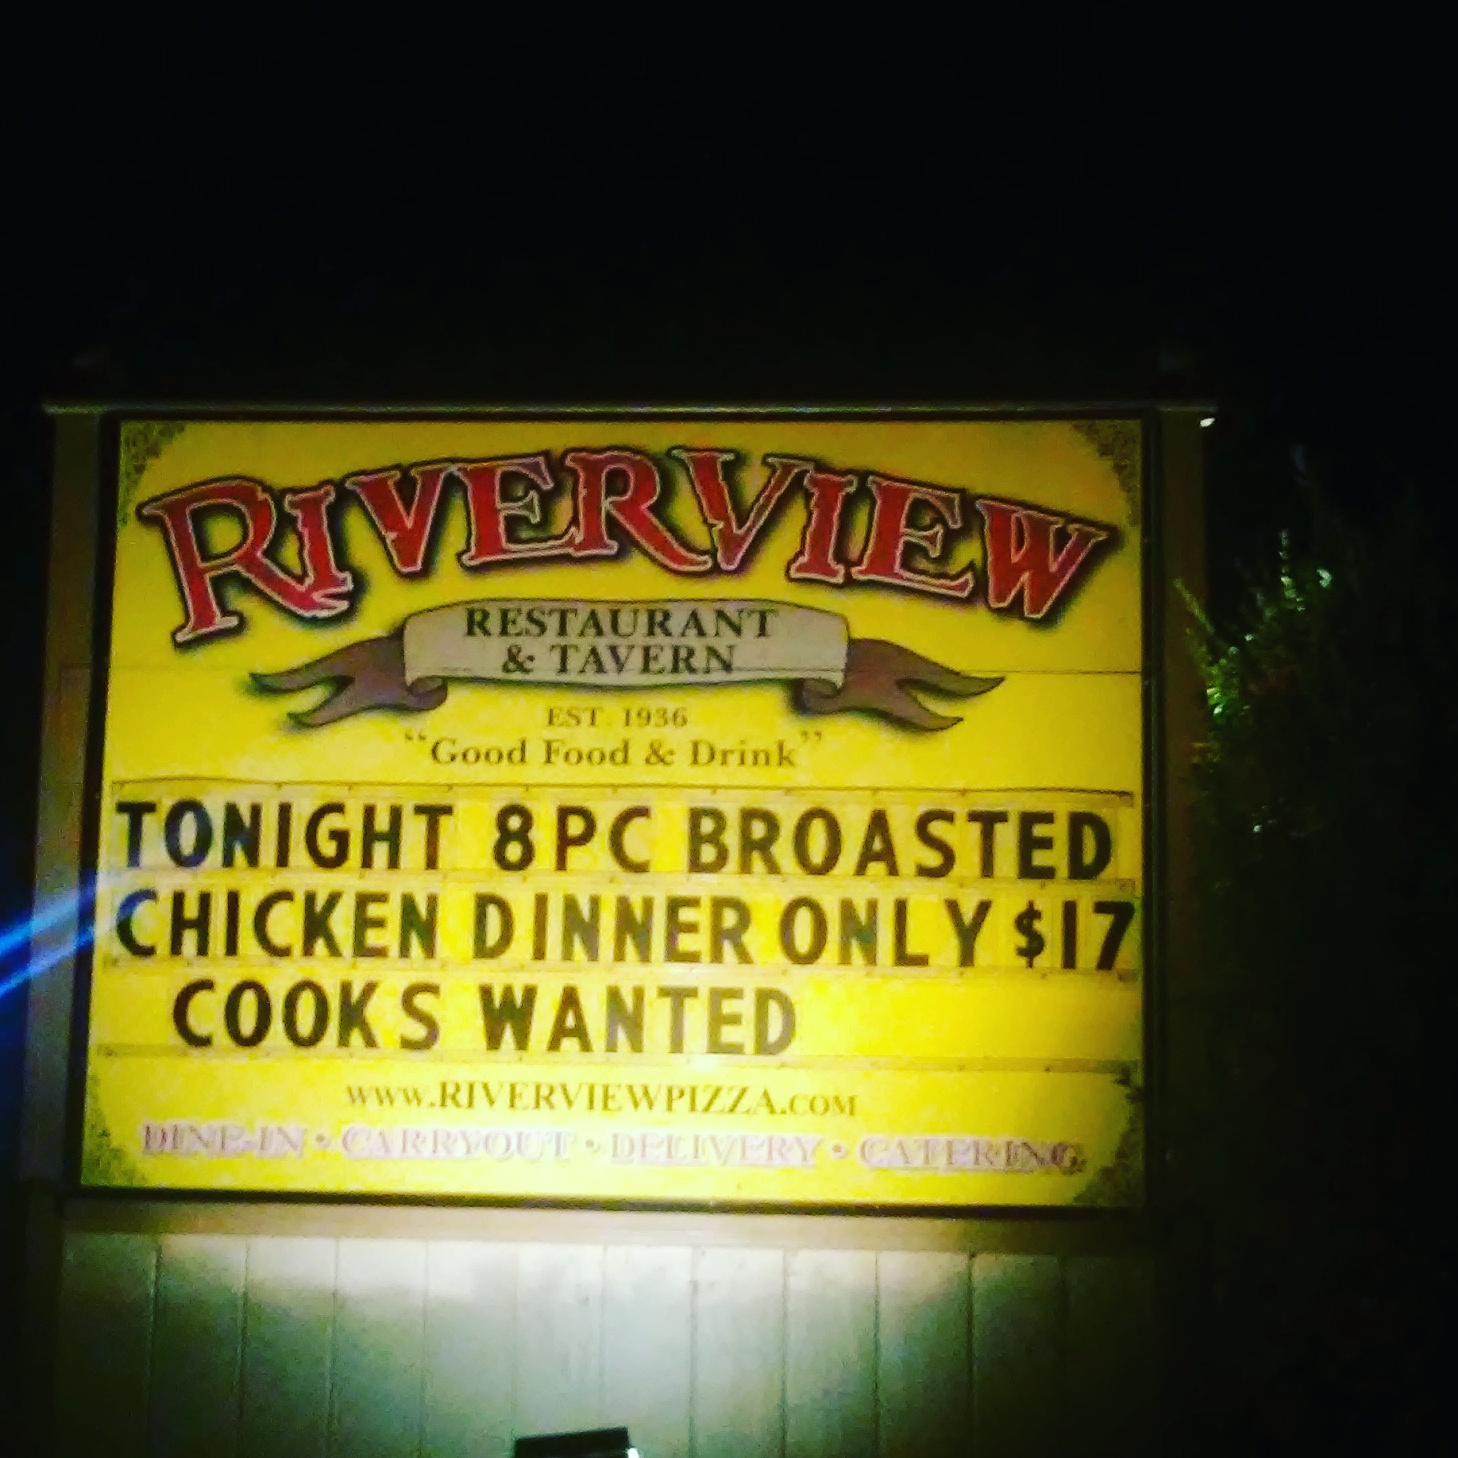 RIVERVIEW
RESTAURANT
& TAVERN
EST. 1936
"Good Food & Drink"
TONIGHT 8PC BROASTED
CHICKEN DINNER ONLY $17
COOKS WANTED
www.RIVERVIEWPIZZA.COM
DINE-IN • CARRYOUT • DELIVERY • CATERING